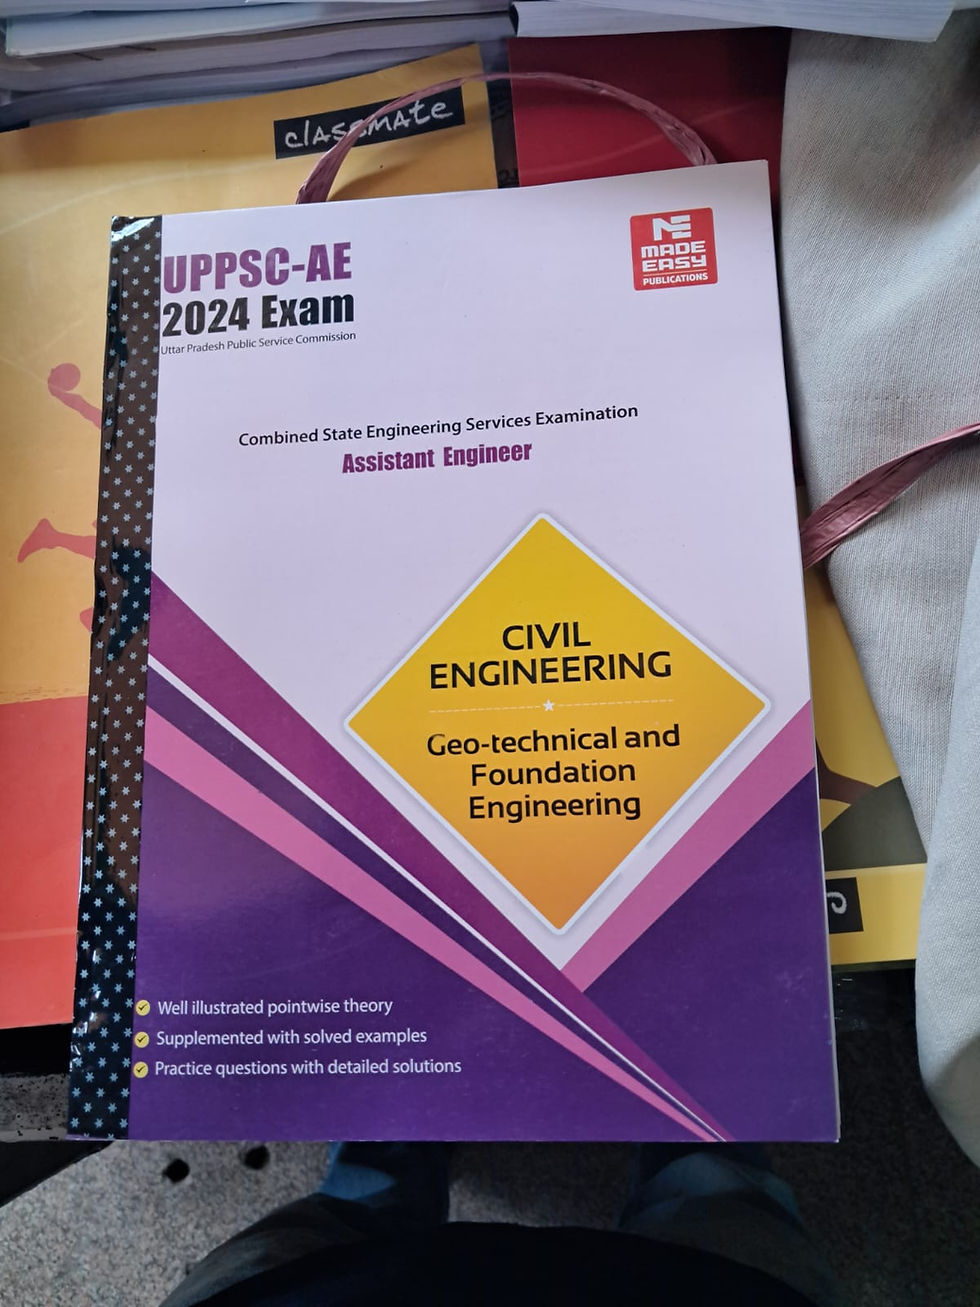 classmate
UPPSC-AE
2024 Exam
Uttar Pradesh Public Service Commission
ME
MADE
EASY
PUBLICATIONS
Combined State Engineering Services Examination
Assistant Engineer
CIVIL
ENGINEERING
Geo-technical and
Foundation
Engineering
Well illustrated pointwise theory
Supplemented with solved examples
Practice questions with detailed solutions